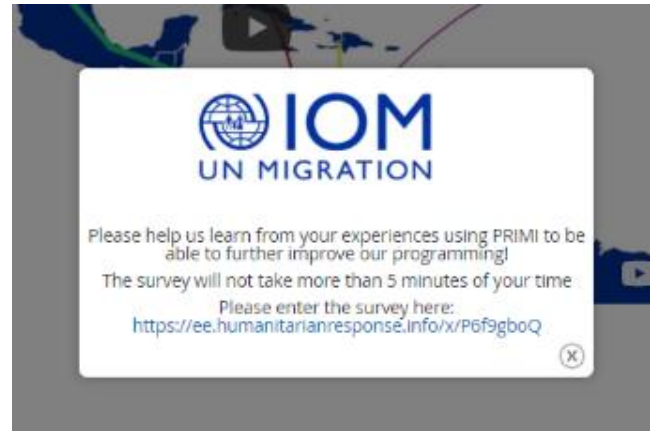 IOM
UN MIGRATION
Please help us learn from your experiences using PRIMI to be
able to further improve our programming!
The survey will not take more than 5 minutes of your time
Please enter the survey here:
https://ee.humanitarianresponse.info/x/P6f9gboQ